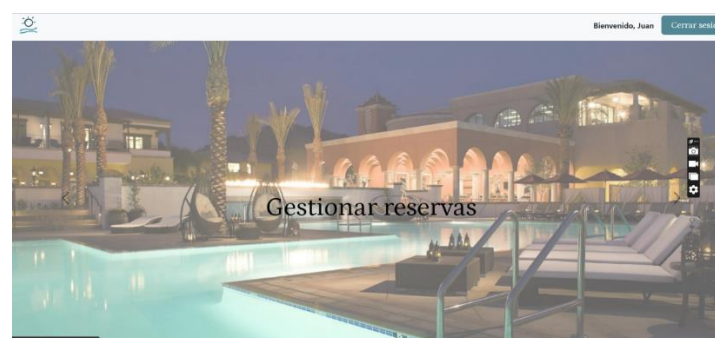 Bienvenido, Juan
Cerrar sesi
Gestionar reservas